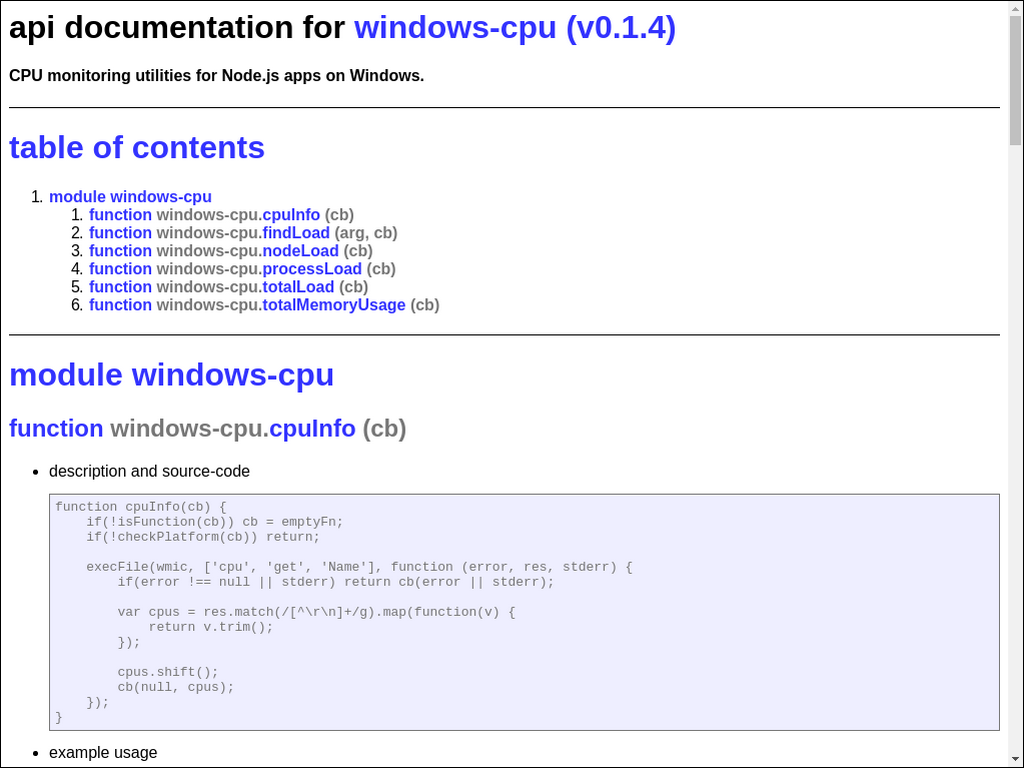 api documentation for windows-cpu (v0.1.4)
CPU monitoring utilities for Node.js apps on Windows.
table of contents
1. module windows-cpu
1. function windows-cpu.cpuInfo (cb)
2. function windows-cpu.findLoad (arg, cb)
3. function windows-cpu.nodeLoad (cb)
4. function windows-cpu.processLoad (cb)
5. function windows-cpu.totalLoad (cb)
6. function windows-cpu.totalMemoryUsage (cb)
module windows-cpu
function windows-cpu.cpuInfo (cb)
• description and source-code
function cpuInfo(cb) {
    if(!isFunction(cb)) cb = emptyFn;
    if(!checkPlatform(cb)) return;
    execFile(wmic, ['cpu', 'get', 'Name'], function (error, res, stderr) {
        if(error !== null || stderr) return cb(error || stderr);
        var cpus = res.match(/[^\r\n]+/g).map(function(v) {
            return v.trim();
        });
        cpus.shift();
        cb(null, cpus);
    });
}
• example usage